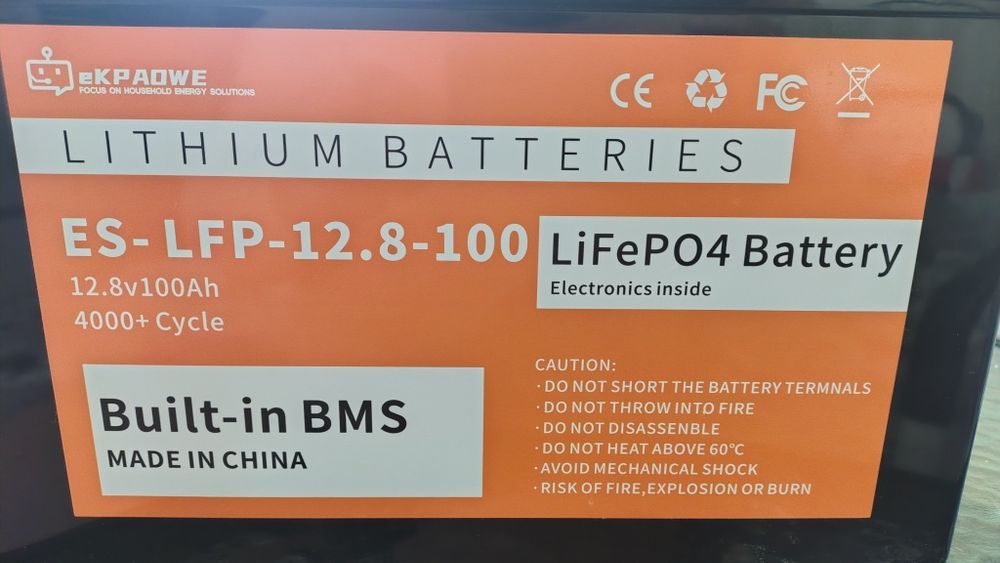 eKPAOWE
FOCUS ON HOUSEHOLD ENERGY SOLUTIONS
CE
FC
LITHIUM BATTERIES
ES- LFP-12.8-100
12.8v100Ah
4000+ Cycle
LiFePO4 Battery
Electronics inside
Built-in BMS
MADE IN CHINA
CAUTION:
· DO NOT SHORT THE BATTERY TERMNALS
· DO NOT THROW INTO FIRE
· DO NOT DISASSENBLE
· DO NOT HEAT ABOVE 60℃
· AVOID MECHANICAL SHOCK
· RISK OF FIRE,EXPLOSION OR BURN